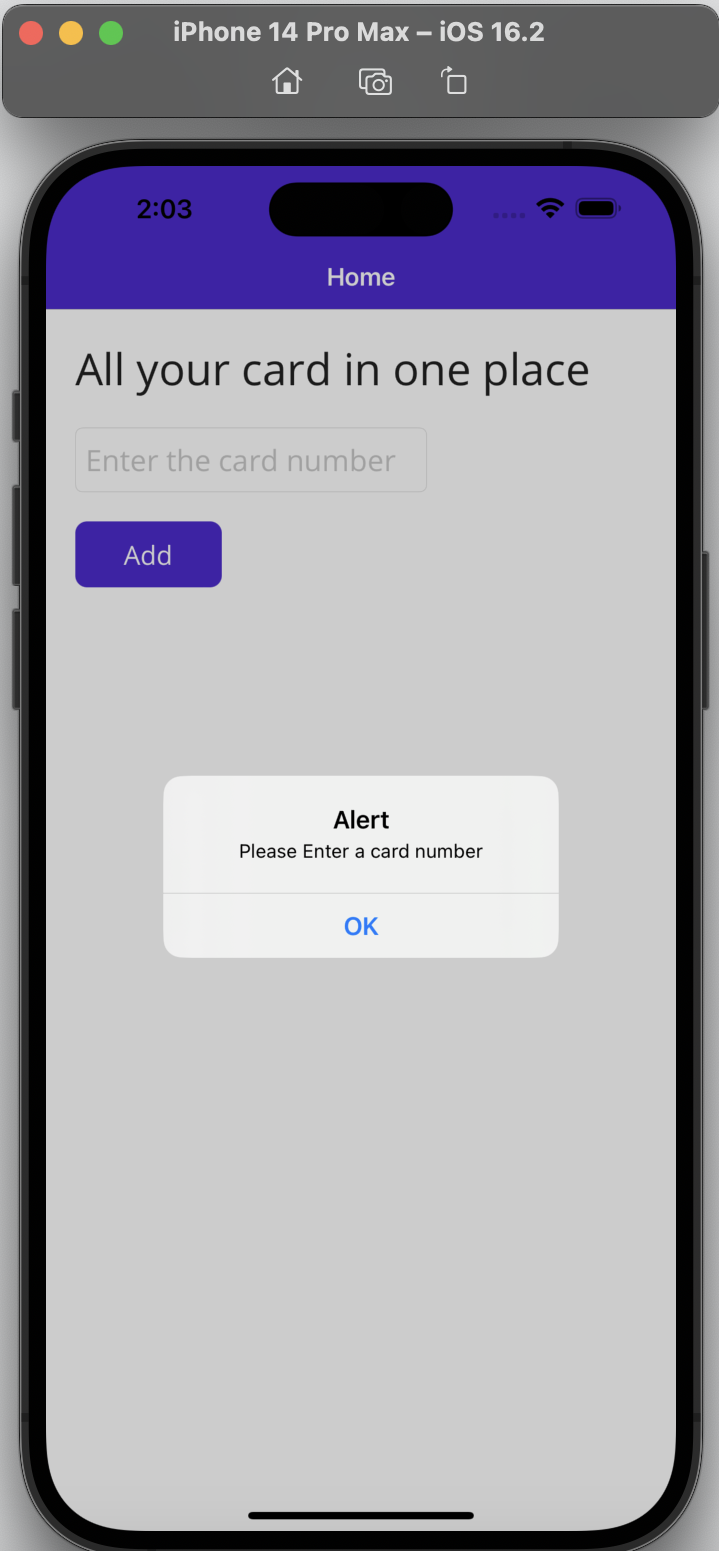 iPhone 14 Pro Max – iOS 16.2
2:03
Home
All your card in one place
Enter the card number
Add
Alert
Please Enter a card number
OK